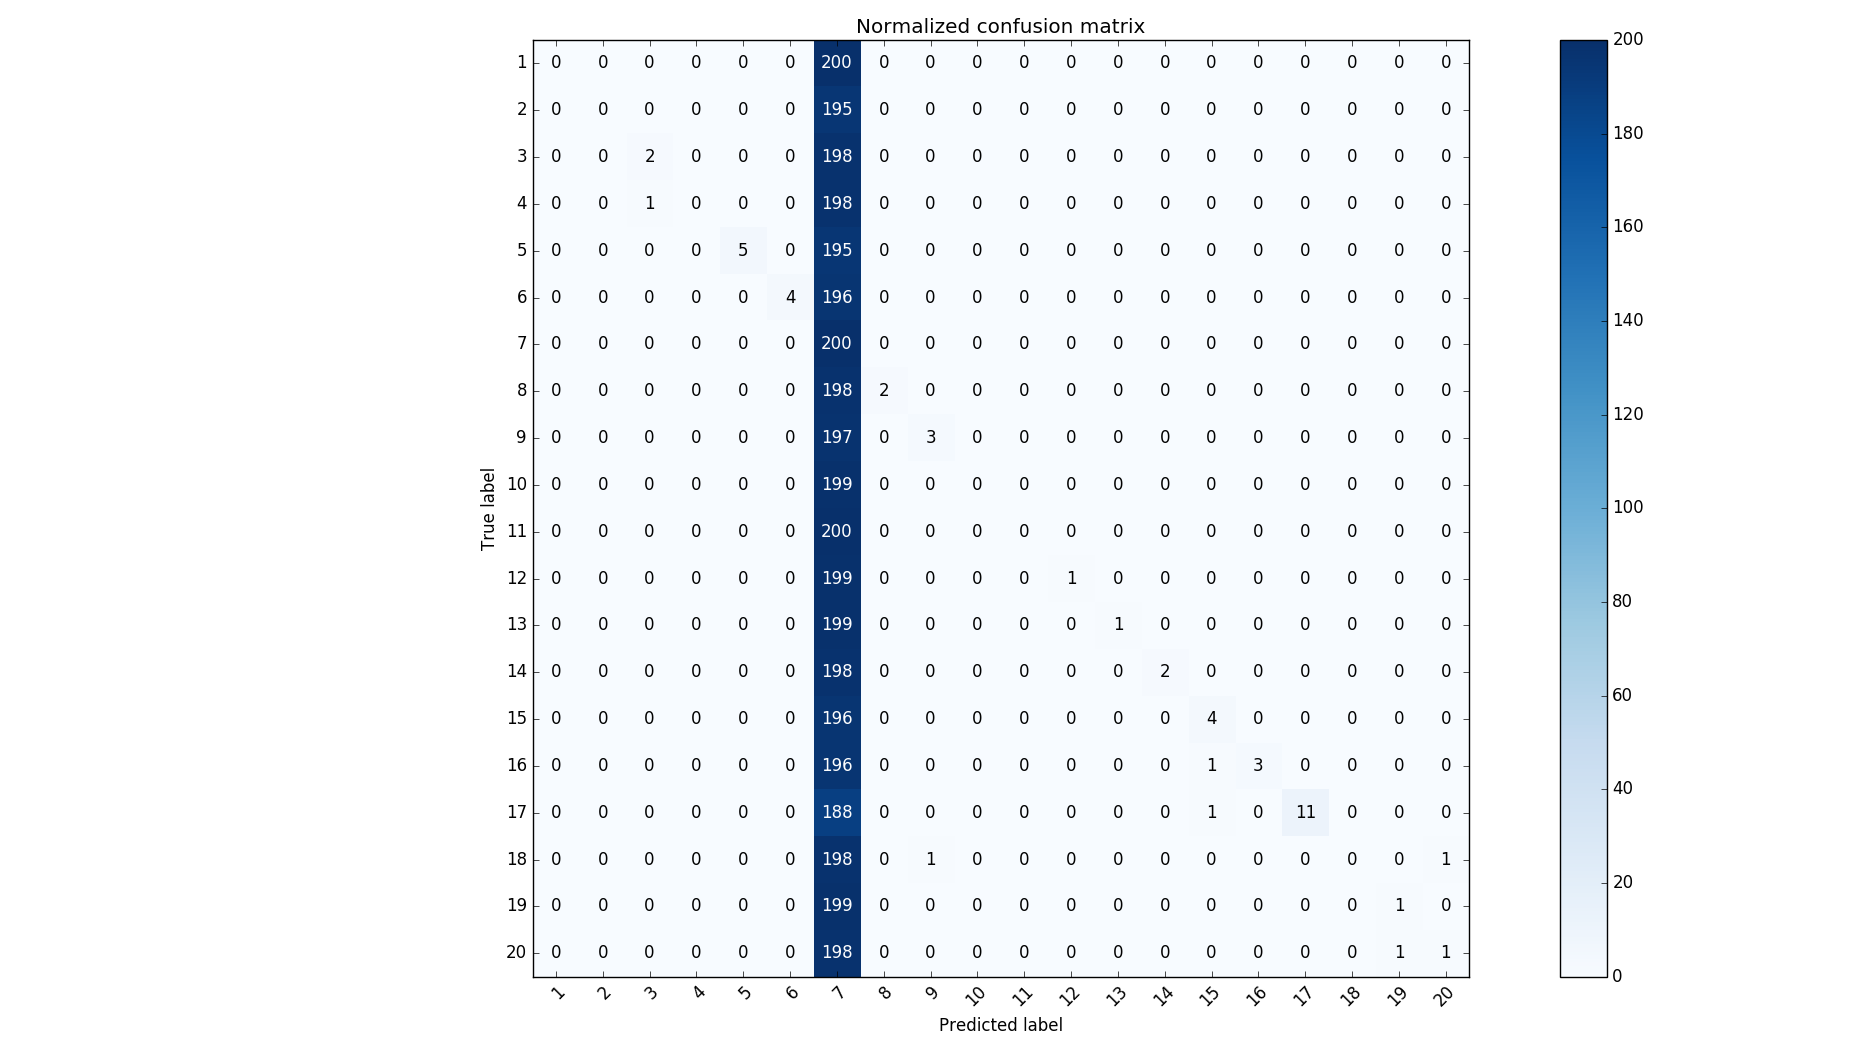 Normalized confusion matrix
1 0 0 0 0 0 0 200 0 0 0 0 0 0 0 0 0 0 0 0 0 200
2 0 0 0 0 0 0 195 0 0 0 0 0 0 0 0 0 0 0 0 0
180
3 0 0 2 0 0 0 198 0 0 0 0 0 0 0 0 0 0 0 0 0
4 0 0 1 0 0 0 198 0 0 0 0 0 0 0 0 0 0 0 0 0
160
5 0 0 0 0 5 0 195 0 0 0 0 0 0 0 0 0 0 0 0 0
6 0 0 0 0 0 4 196 0 0 0 0 0 0 0 0 0 0 0 0 0
140
7 0 0 0 0 0 0 200 0 0 0 0 0 0 0 0 0 0 0 0 0
8 0 0 0 0 0 0 198 2 0 0 0 0 0 0 0 0 0 0 0 0
120
9 0 0 0 0 0 0 197 0 3 0 0 0 0 0 0 0 0 0 0 0
10 0 0 0 0 0 0 199 0 0 0 0 0 0 0 0 0 0 0 0 0
100
True label
11 0 0 0 0 0 0 200 0 0 0 0 0 0 0 0 0 0 0 0 0
12 0 0 0 0 0 0 199 0 0 0 0 1 0 0 0 0 0 0 0 0
80
13 0 0 0 0 0 0 199 0 0 0 0 0 1 0 0 0 0 0 0 0
14 0 0 0 0 0 0 198 0 0 0 0 0 0 2 0 0 0 0 0 0
60
15 0 0 0 0 0 0 196 0 0 0 0 0 0 0 4 0 0 0 0 0
16 0 0 0 0 0 0 196 0 0 0 0 0 0 0 1 3 0 0 0 0
40
17 0 0 0 0 0 0 188 0 0 0 0 0 0 0 1 0 11 0 0 0
18 0 0 0 0 0 0 198 0 1 0 0 0 0 0 0 0 0 0 0 1
20
19 0 0 0 0 0 0 199 0 0 0 0 0 0 0 0 0 0 0 1 0
20 0 0 0 0 0 0 198 0 0 0 0 0 0 0 0 0 0 0 1 1
0
1 2 3 4 5 6 7 8 9 10 11 12 13 14 15 16 17 18 19 20
Predicted label